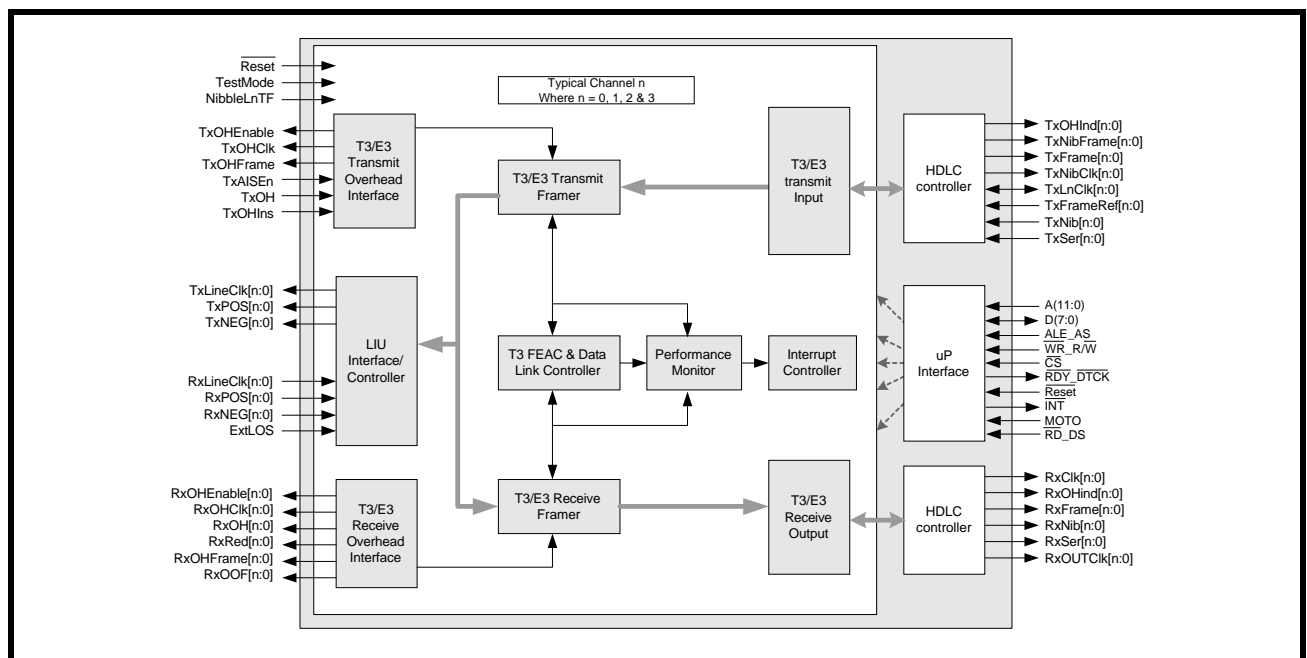 Reset
TestMode
NibbleLnTF
Typical Channel n
Where n = 0, 1, 2 & 3
TxOHEnable
TxOHClk
TxOHFrame
TxAISEn
TxOH
TxOHIns
T3/E3
Transmit
Overhead
Interface
T3/E3 Transmit
Framer
T3/E3
transmit
Input
HDLC
controller
TxOHInd[n:0]
TxNibFrame[n:0]
TxFrame[n:0]
TxNibClk[n:0]
TxLnClk[n:0]
TxFrameRef[n:0]
TxNib[n:0]
TxSer[n:0]
TxLineClk[n:0]
TxPOS[n:0]
TxNEG[n:0]
RxLineClk[n:0]
RxPOS[n:0]
RxNEG[n:0]
ExtLOS
LIU
Interface/
Controller
T3 FEAC & Data
Link Controller
Performance
Monitor
Interrupt
Controller
uP
Interface
A(11:0)
D(7:0)
ALE_AS
WR_R/W
CS
RDY_DTCK
Reset
INT
MOTO
RD_DS
RxOHEnable[n:0]
RxOHClk[n:0]
RxOH[n:0]
RxRed[n:0]
RxOHFrame[n:0]
RxOOF[n:0]
T3/E3
Receive
Overhead
Interface
T3/E3 Receive
Framer
T3/E3
Receive
Output
HDLC
controller
RxClk[n:0]
RxOHind[n:0]
RxFrame[n:0]
RxNib[n:0]
RxSer[n:0]
RxOUTClk[n:0]